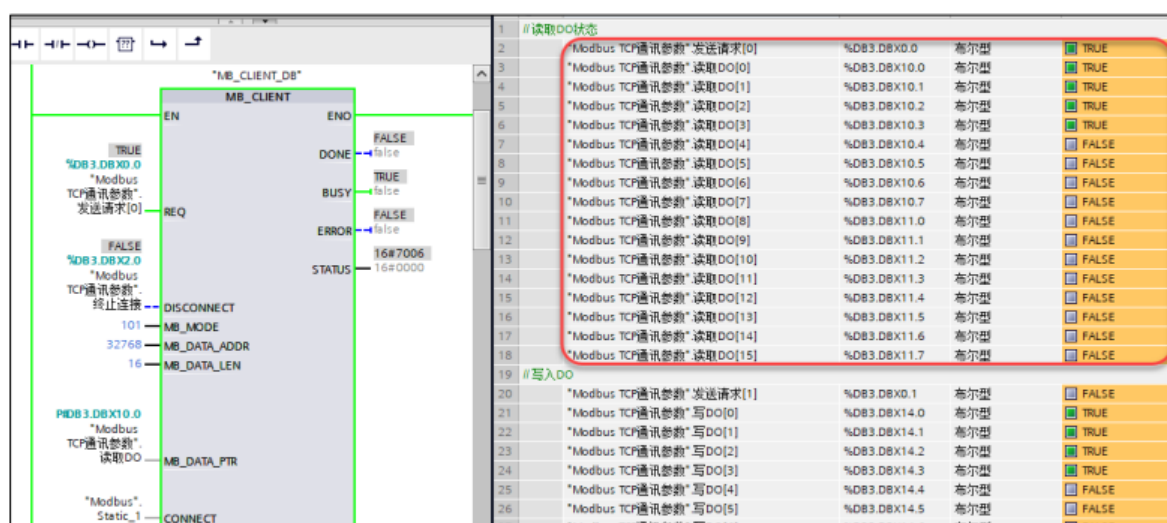 "MB_CLIENT_DB"
MB_CLIENT
EN
ENO
TRUE
%DB3.DBX0.0
"Modbus
TCP通讯参数".
发送请求[0]
REQ
FALSE
%DB3.DBX2.0
"Modbus
TCP通讯参数".
终止连接
DISCONNECT
101
MB_MODE
32768
MB_DATA_ADDR
16
MB_DATA_LEN
P#DB3.DBX10.0
"Modbus
TCP通讯参数".
读取DO
MB_DATA_PTR
"Modbus".
Static_1
CONNECT
FALSE
DONE
false
TRUE
BUSY
false
FALSE
ERROR
false
16#7006
STATUS
16#0000
1 //读取DO状态
2 "Modbus TCP通讯参数".发送请求[0] %DB3.DBX0.0 布尔型 TRUE
3 "Modbus TCP通讯参数".读取DO[0] %DB3.DBX10.0 布尔型 TRUE
4 "Modbus TCP通讯参数".读取DO[1] %DB3.DBX10.1 布尔型 TRUE
5 "Modbus TCP通讯参数".读取DO[2] %DB3.DBX10.2 布尔型 TRUE
6 "Modbus TCP通讯参数".读取DO[3] %DB3.DBX10.3 布尔型 TRUE
7 "Modbus TCP通讯参数".读取DO[4] %DB3.DBX10.4 布尔型 FALSE
8 "Modbus TCP通讯参数".读取DO[5] %DB3.DBX10.5 布尔型 FALSE
9 "Modbus TCP通讯参数".读取DO[6] %DB3.DBX10.6 布尔型 FALSE
10 "Modbus TCP通讯参数".读取DO[7] %DB3.DBX10.7 布尔型 FALSE
11 "Modbus TCP通讯参数".读取DO[8] %DB3.DBX11.0 布尔型 FALSE
12 "Modbus TCP通讯参数".读取DO[9] %DB3.DBX11.1 布尔型 FALSE
13 "Modbus TCP通讯参数".读取DO[10] %DB3.DBX11.2 布尔型 FALSE
14 "Modbus TCP通讯参数".读取DO[11] %DB3.DBX11.3 布尔型 FALSE
15 "Modbus TCP通讯参数".读取DO[12] %DB3.DBX11.4 布尔型 FALSE
16 "Modbus TCP通讯参数".读取DO[13] %DB3.DBX11.5 布尔型 FALSE
17 "Modbus TCP通讯参数".读取DO[14] %DB3.DBX11.6 布尔型 FALSE
18 "Modbus TCP通讯参数".读取DO[15] %DB3.DBX11.7 布尔型 FALSE
19 //写入DO
20 "Modbus TCP通讯参数".发送请求[1] %DB3.DBX0.1 布尔型 FALSE
21 "Modbus TCP通讯参数".写DO[0] %DB3.DBX14.0 布尔型 TRUE
22 "Modbus TCP通讯参数".写DO[1] %DB3.DBX14.1 布尔型 TRUE
23 "Modbus TCP通讯参数".写DO[2] %DB3.DBX14.2 布尔型 TRUE
24 "Modbus TCP通讯参数".写DO[3] %DB3.DBX14.3 布尔型 TRUE
25 "Modbus TCP通讯参数".写DO[4] %DB3.DBX14.4 布尔型 FALSE
26 "Modbus TCP通讯参数".写DO[5] %DB3.DBX14.5 布尔型 FALSE